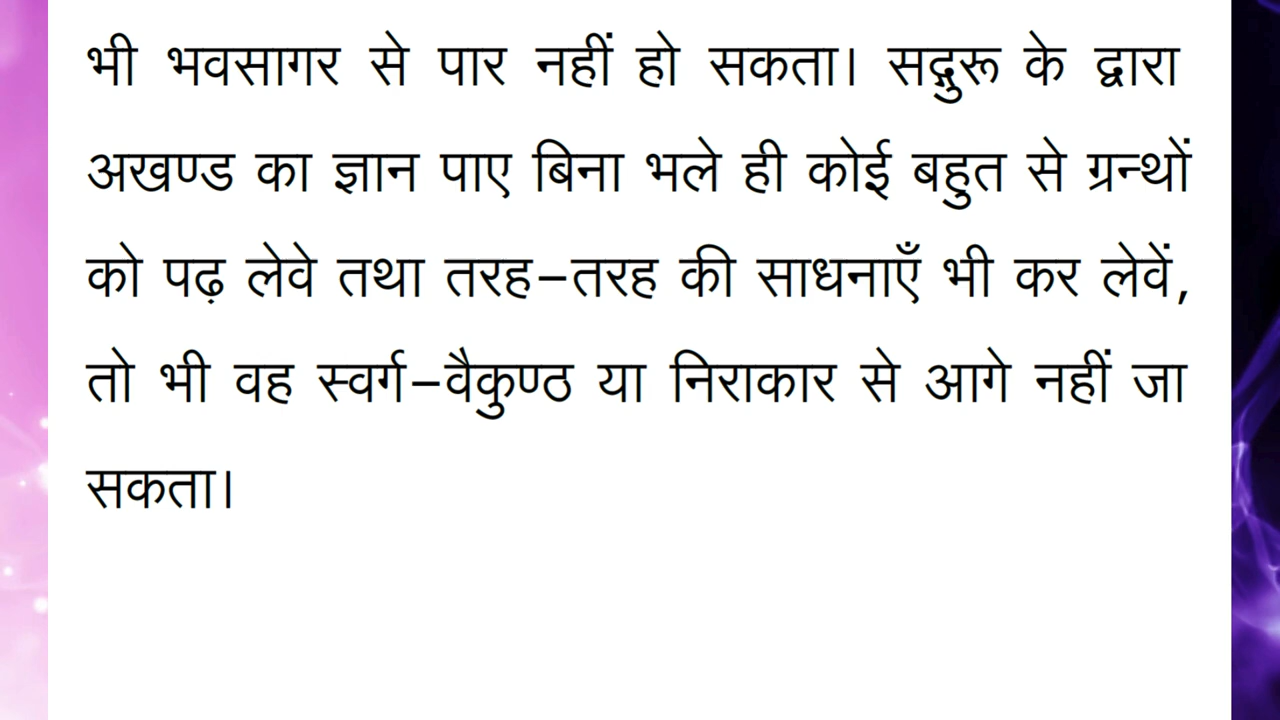 भी भवसागर से पार नहीं हो सकता। सद्गुरू के द्वारा
अखण्ड का ज्ञान पाए बिना भले ही कोई बहुत से ग्रन्थों
को पढ़ लेवे तथा तरह-तरह की साधनाएँ भी कर लेवें,
तो भी वह स्वर्ग-वैकुण्ठ या निराकार से आगे नहीं जा
सकता।